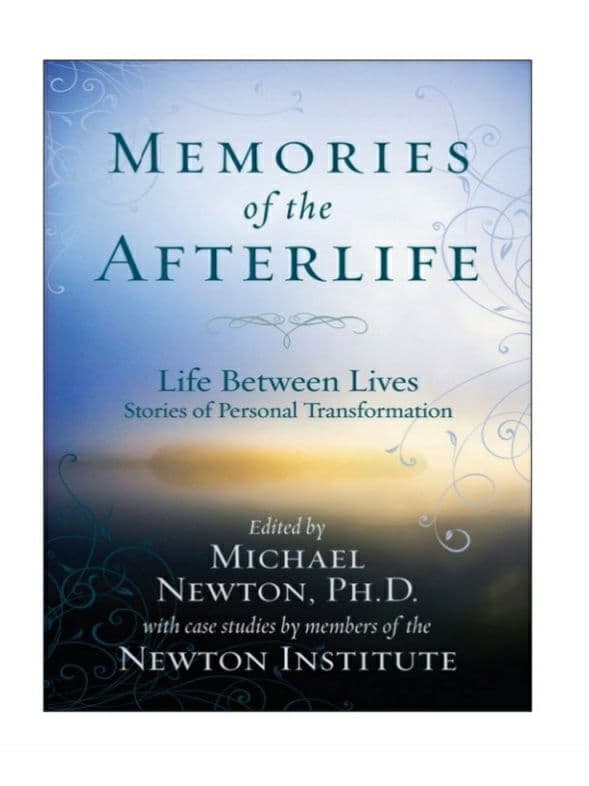 MEMORIES
of the
AFTERLIFE
Life Between Lives
Stories of Personal Transformation
Edited by
MICHAEL
NEWTON, PH.D.
with case studies by members of the
NEWTON INSTITUTE